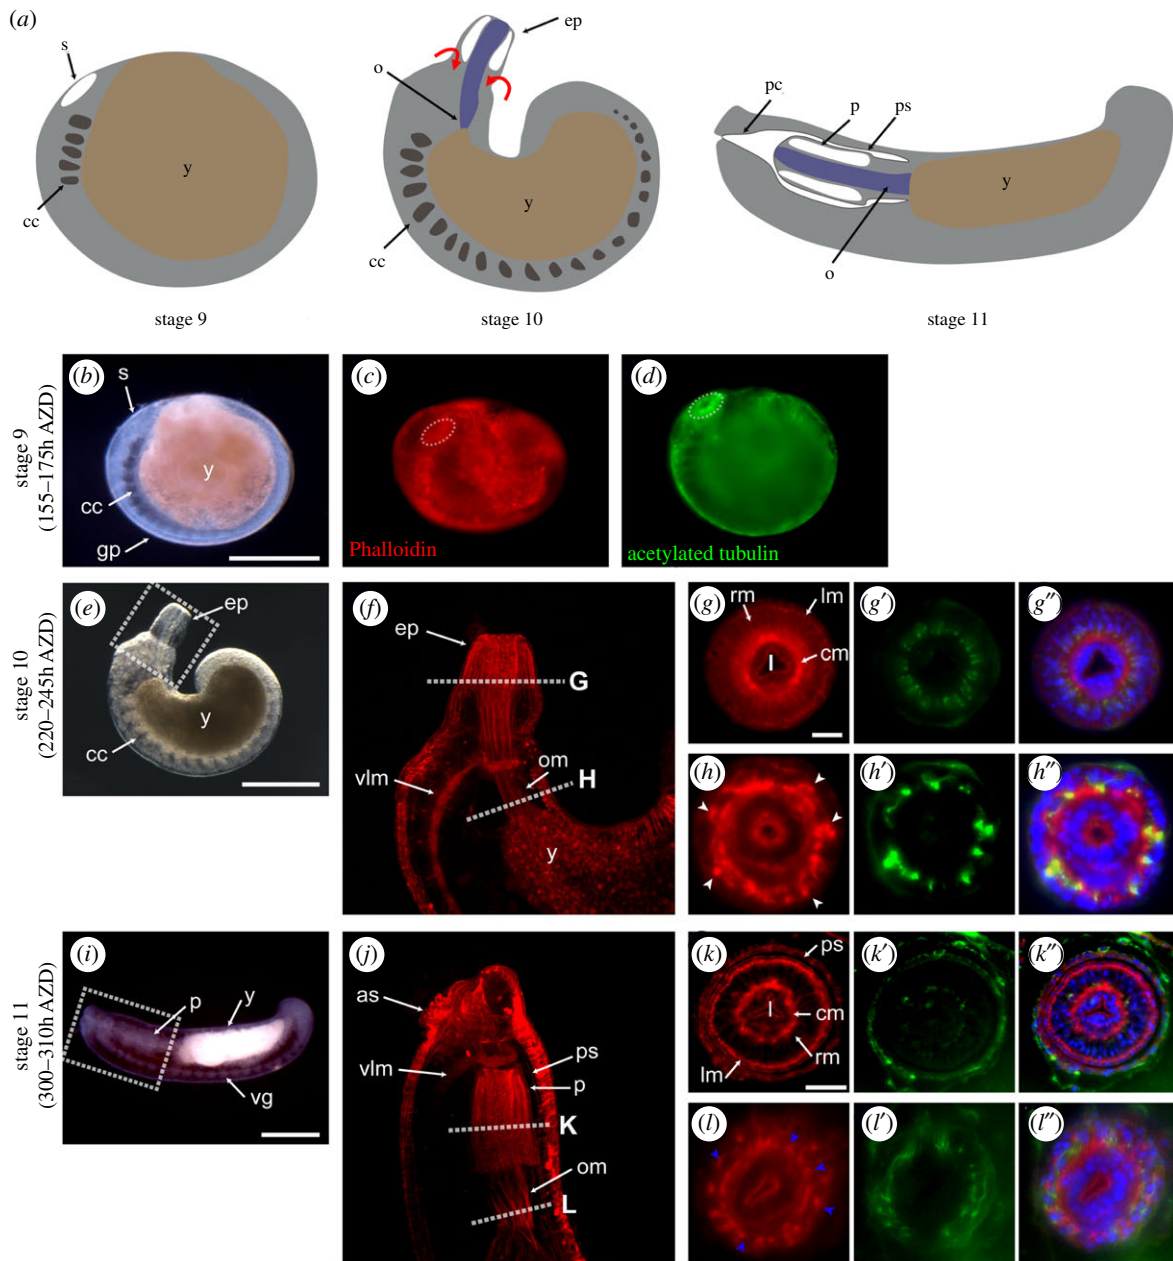 (a)
s
cc
y
ep
o
cc
y
pc
p
ps
y
o
stage 9
stage 10
stage 11
stage 9
(155–175h AZD)
(b)
s
y
cc
gp
(c)
Phalloidin
(d)
acetylated tubulin
stage 10
(220–245h AZD)
(e)
ep
y
cc
(f)
ep
G
om
vlm
H
y
(g)
rm
lm
l
cm
(g′)
(g″)
(h)
(h′)
(h″)
stage 11
(300–310h AZD)
(i)
p
y
vg
(j)
as
vlm
ps
p
K
om
L
(k)
ps
l
cm
rm
lm
(k′)
(k″)
(l)
(l′)
(l″)